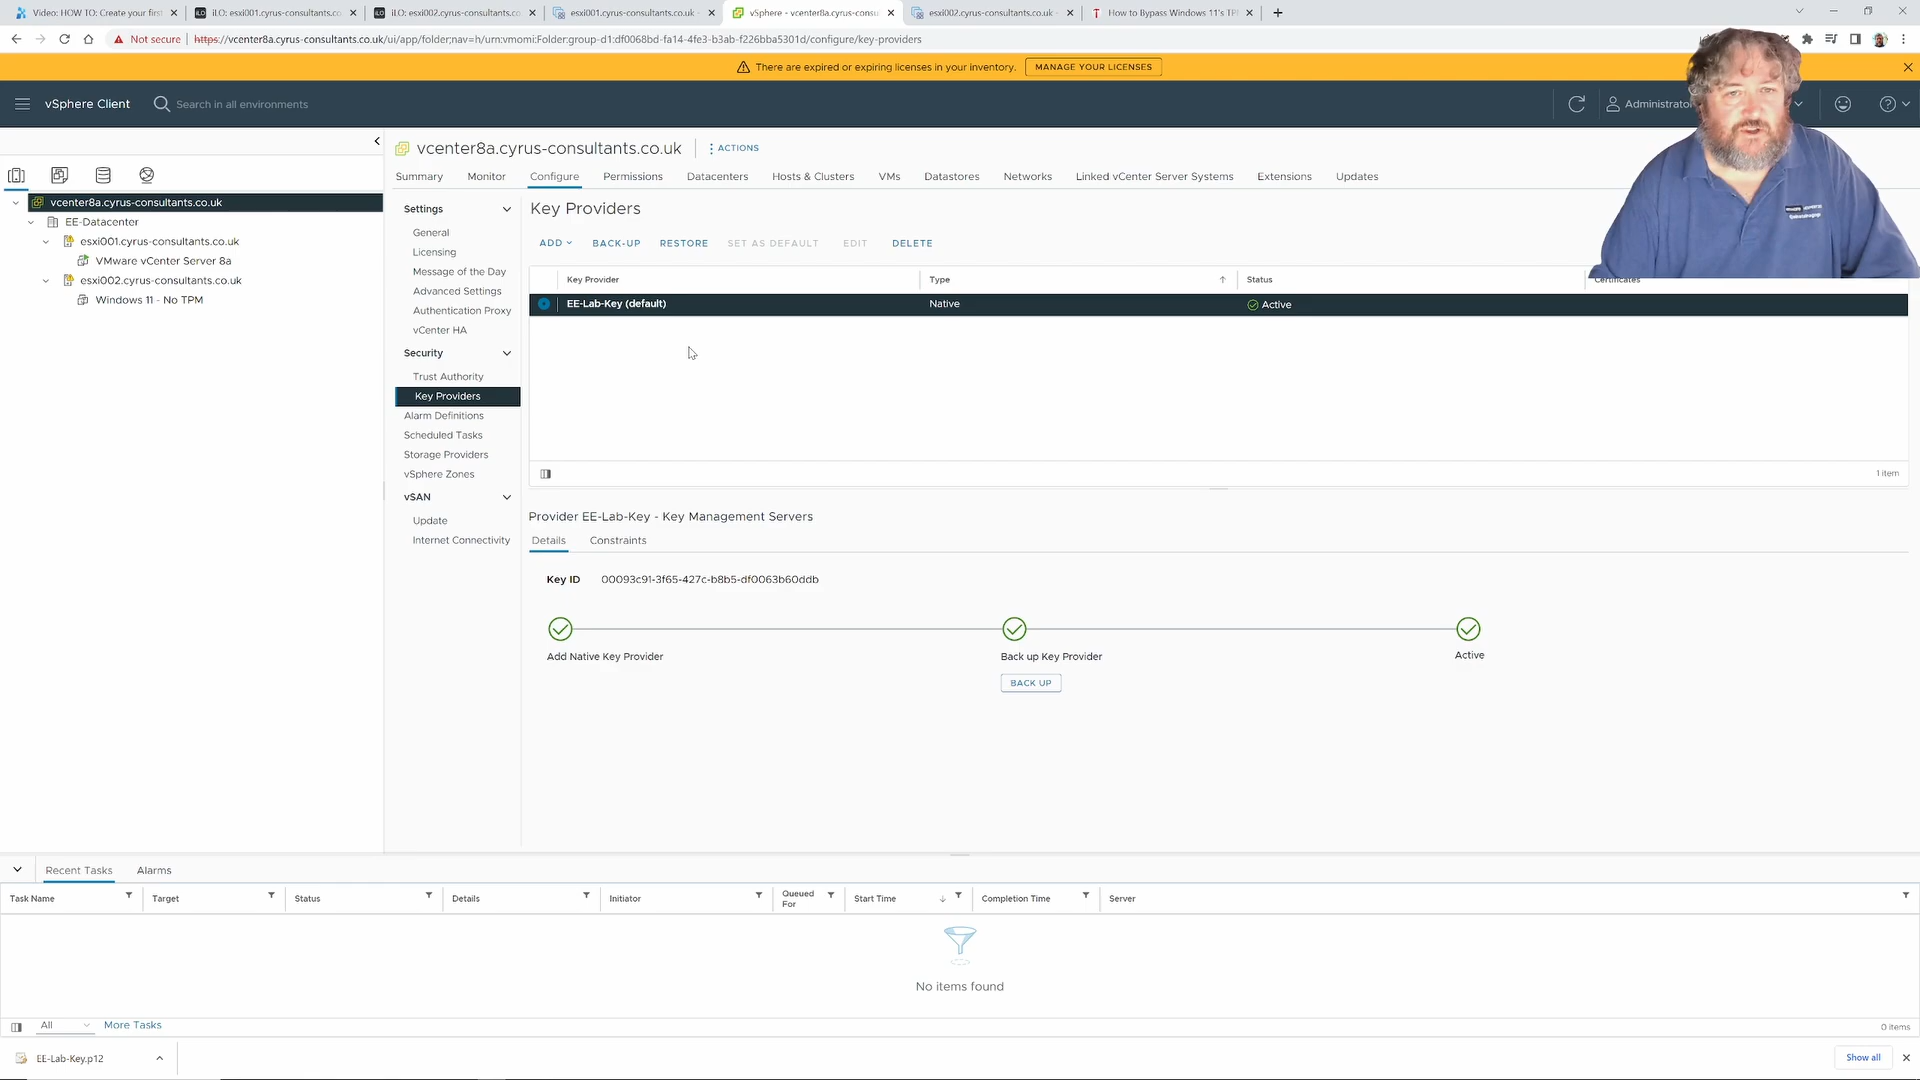 Video: HOW TO: Create your first
iLO: esxi001.cyrus-consultants.co
iLO: esxi002.cyrus-consultants.co
esxi001.cyrus-consultants.co.uk -
vSphere - vcenter8a.cyrus-consu
esxi002.cyrus-consultants.co.uk -
How to Bypass Windows 11's TP
Not secure
https://vcenter8a.cyrus-consultants.co.uk/ui/app/folder;nav=h/urn:vmomi:Folder:group-d1:df0068bd-fa14-4fe3-b3ab-f226bba5301d/configure/key-providers
There are expired or expiring licenses in your inventory.
MANAGE YOUR LICENSES
vSphere Client
Search in all environments
Administrato
vcenter8a.cyrus-consultants.co.uk
ACTIONS
Summary
Monitor
Configure
Permissions
Datacenters
Hosts & Clusters
VMs
Datastores
Networks
Linked vCenter Server Systems
Extensions
Updates
vcenter8a.cyrus-consultants.co.uk
EE-Datacenter
esxi001.cyrus-consultants.co.uk
VMware vCenter Server 8a
esxi002.cyrus-consultants.co.uk
Windows 11 - No TPM
Settings
General
Licensing
Message of the Day
Advanced Settings
Authentication Proxy
vCenter HA
Security
Trust Authority
Key Providers
Alarm Definitions
Scheduled Tasks
Storage Providers
vSphere Zones
vSAN
Update
Internet Connectivity
Key Providers
ADD
BACK-UP
RESTORE
SET AS DEFAULT
EDIT
DELETE
Key Provider
Type
Status
Certificates
EE-Lab-Key (default)
Native
Active
1 item
Provider EE-Lab-Key - Key Management Servers
Details
Constraints
Key ID
00093c91-3f65-427c-b8b5-df0063b60ddb
Add Native Key Provider
Back up Key Provider
Active
BACK UP
Recent Tasks
Alarms
Task Name
Target
Status
Details
Initiator
Queued For
Start Time
Completion Time
Server
No items found
All
More Tasks
0 items
EE-Lab-Key.p12
Show all